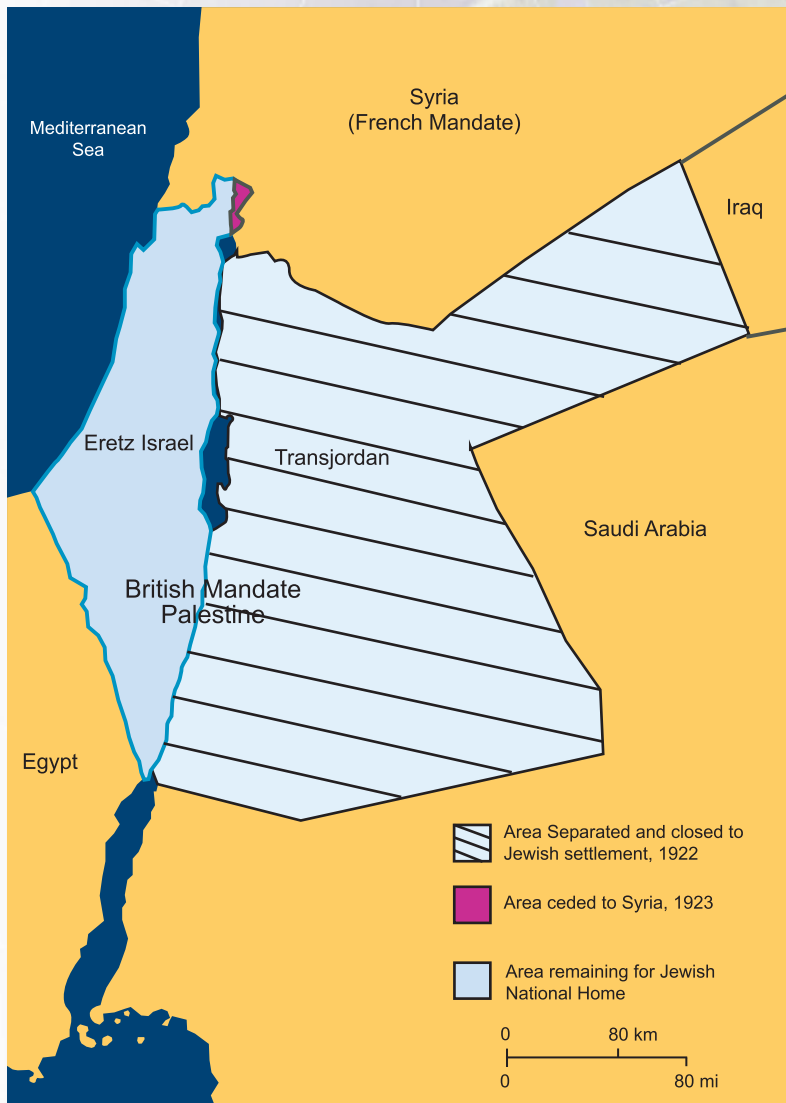 Syria
(French Mandate)
Mediterranean
Sea
Iraq
Eretz Israel
Transjordan
Saudi Arabia
British Mandate
Palestine
Egypt
Area Separated and closed to
Jewish settlement, 1922
Area ceded to Syria, 1923
Area remaining for Jewish
National Home
0 80 km
0 80 mi